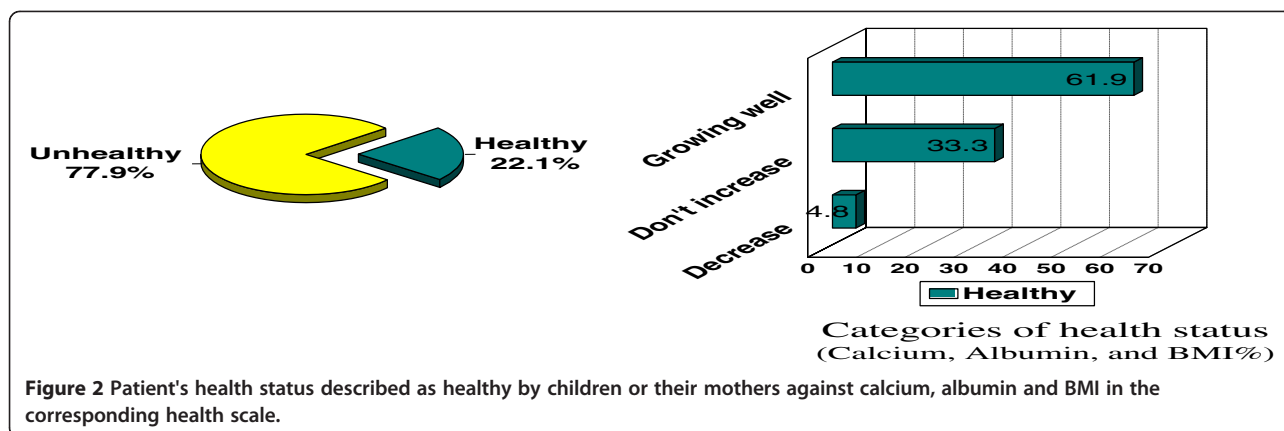 Unhealthy
77.9%
Healthy
22.1%
Growing well
61.9
Don't increase
33.3
Decrease
4.8
0 10 20 30 40 50 60 70
Healthy
Categories of health status
(Calcium, Albumin, and BMI%)
Figure 2 Patient's health status described as healthy by children or their mothers against calcium, albumin and BMI in the
corresponding health scale.